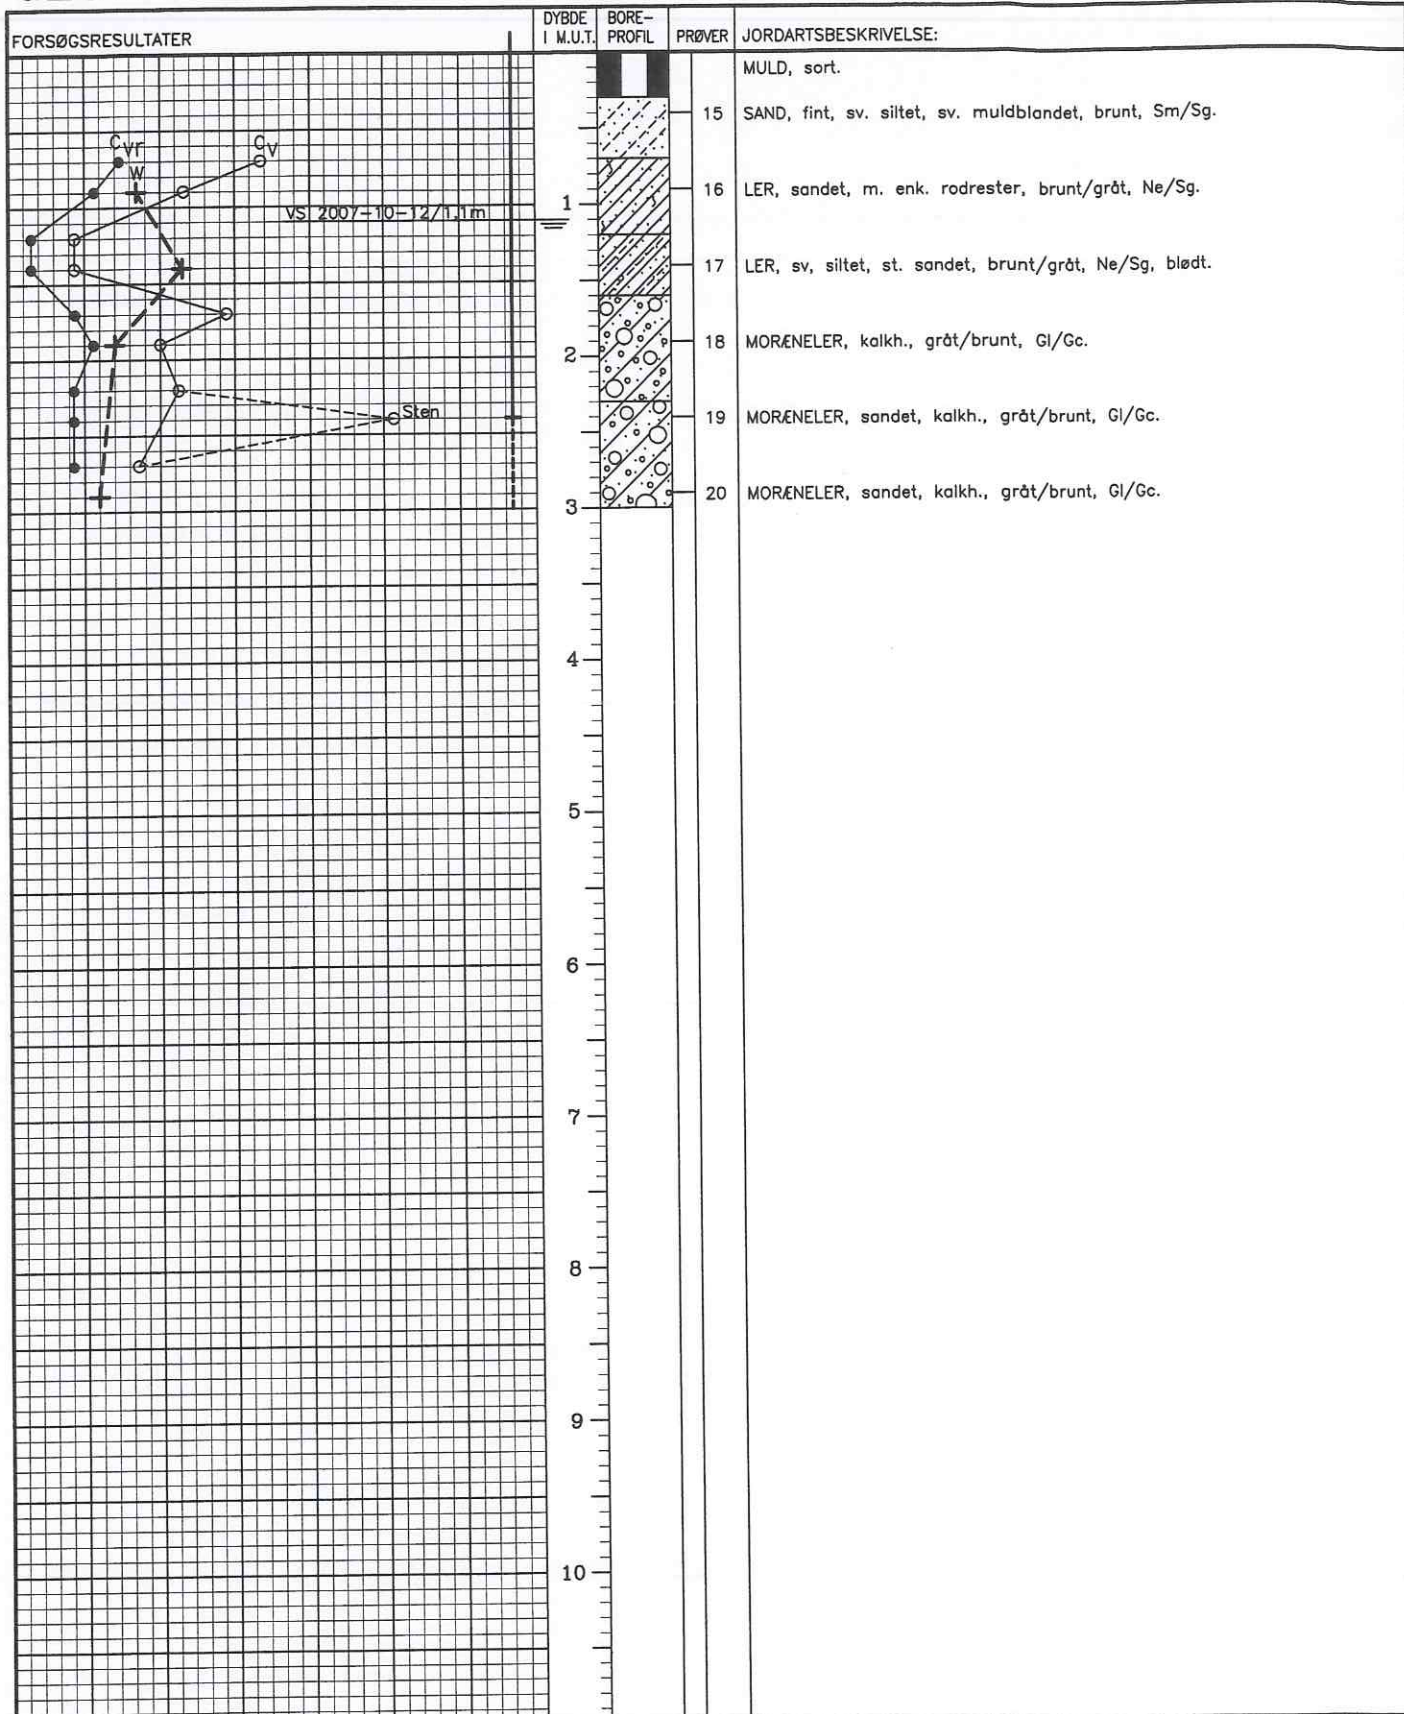 FORSØGSRESULTATER
DYBDE I M.U.T.
BORE-PROFIL
PRØVER
JORDARTSBESKRIVELSE:
MULD, sort.
15 SAND, fint, sv. siltet, sv. muldblandet, brunt, Sm/Sg.
Cvr
Cv
W
16 LER, sandet, m. enk. rodrester, brunt/gråt, Ne/Sg.
VS 2007-10-12/1,1m
1
17 LER, sv, siltet, st. sandet, brunt/gråt, Ne/Sg, blødt.
18 MORÆNELER, kalkh., gråt/brunt, Gl/Gc.
2
Sten
19 MORÆNELER, sandet, kalkh., gråt/brunt, Gl/Gc.
20 MORÆNELER, sandet, kalkh., gråt/brunt, Gl/Gc.
3
4
5
6
7
8
9
10